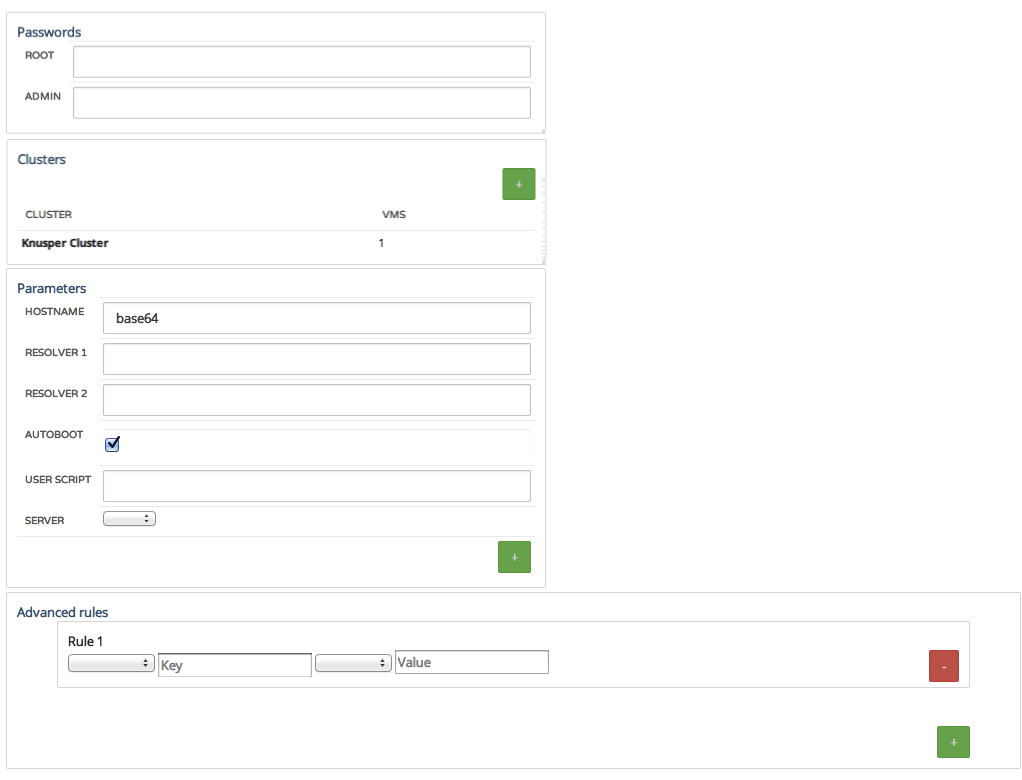 Passwords
ROOT
ADMIN
Clusters
+
CLUSTER VMS
Knusper Cluster 1
Parameters
HOSTNAME base64
RESOLVER 1
RESOLVER 2
AUTOBOOT
USER SCRIPT
SERVER
+
Advanced rules
Rule 1
Key Value -
+